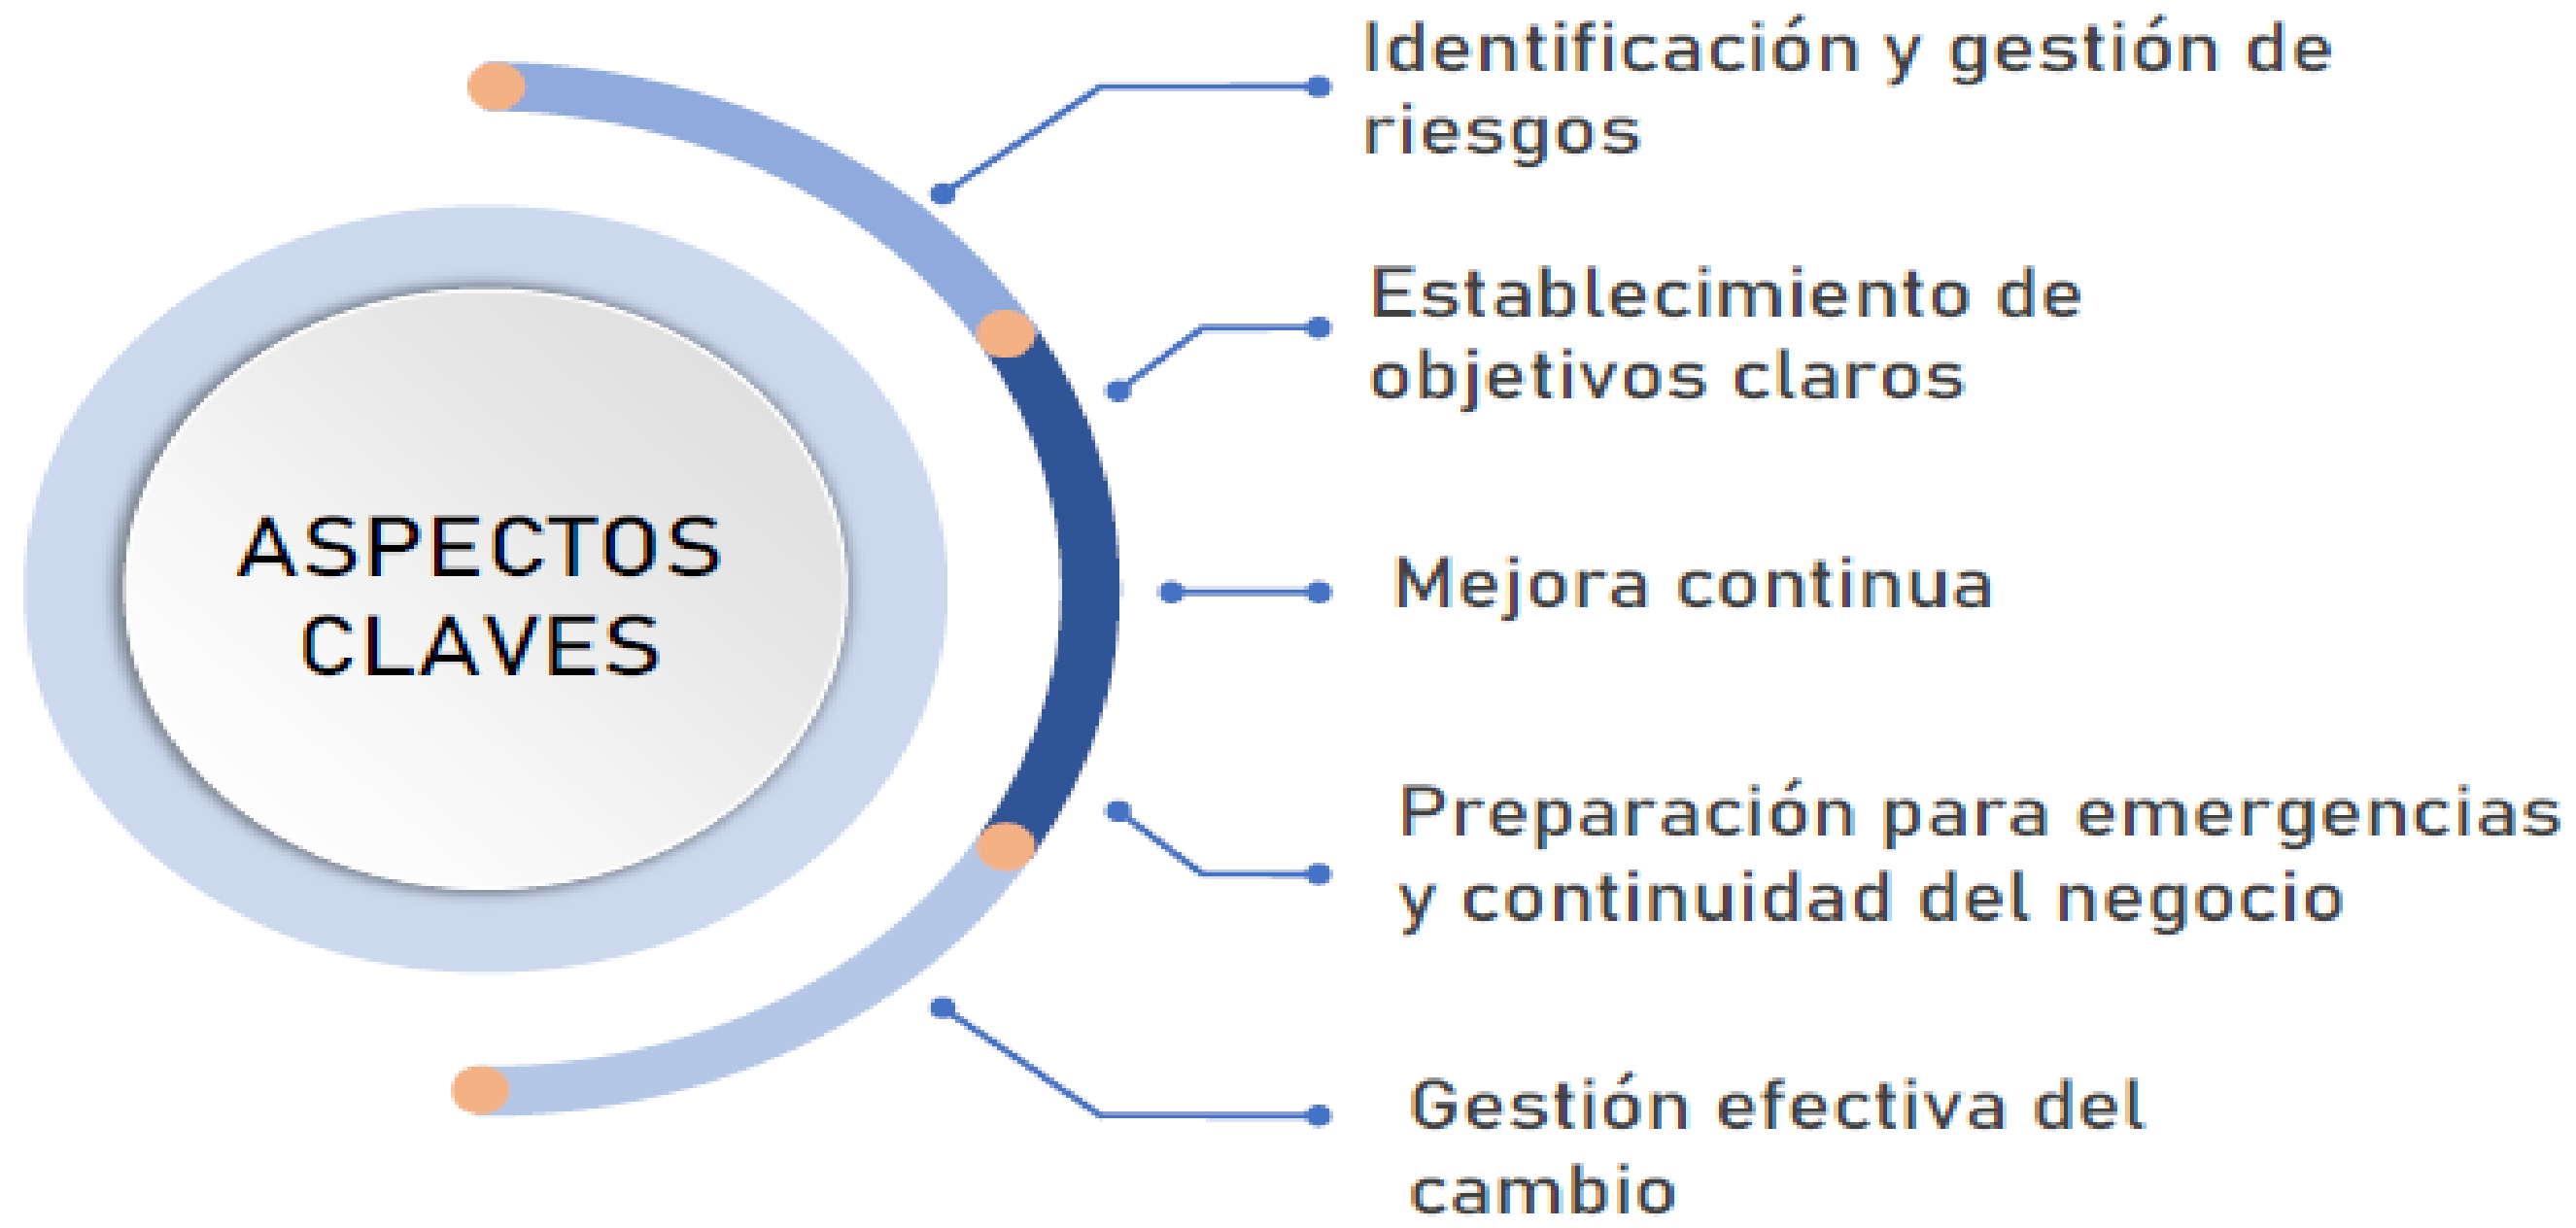 ASPECTOS
CLAVES
Identificación y gestión de
riesgos
Establecimiento de
objetivos claros
Mejora continua
Preparación para emergencias
y continuidad del negocio
Gestión efectiva del
cambio